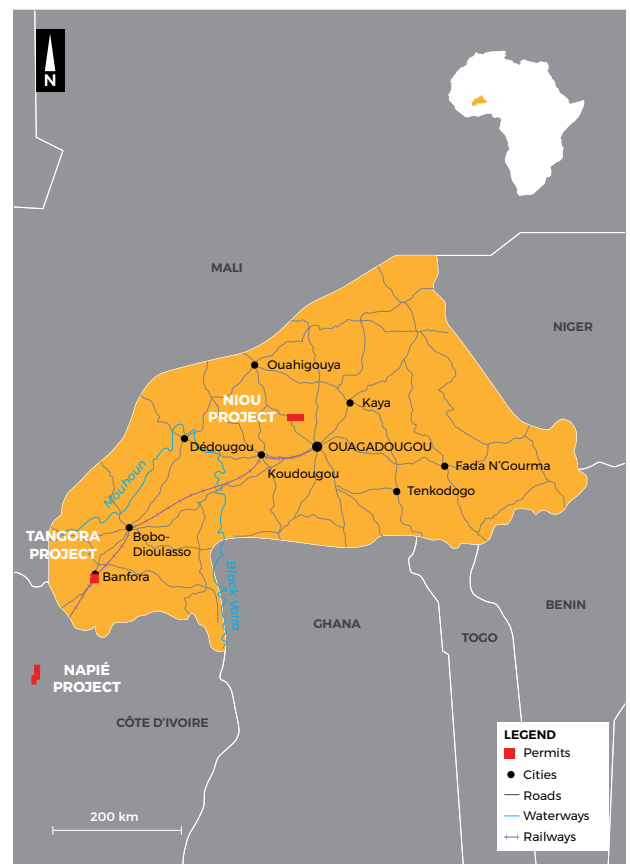 N
MALI
NIGER
Ouahigouya
NIOU
PROJECT
Kaya
Dédougou
OUAGADOUGOU
Koudougou
Fada N'Gourma
Tenkodogo
Mouhoun
TANGORA
PROJECT
Bobo-
Dioulasso
Banfora
Black Volta
BENIN
GHANA
TOGO
NAPIÉ
PROJECT
CÔTE D'IVOIRE
LEGEND
Permits
Cities
Roads
Waterways
Railways
200 km